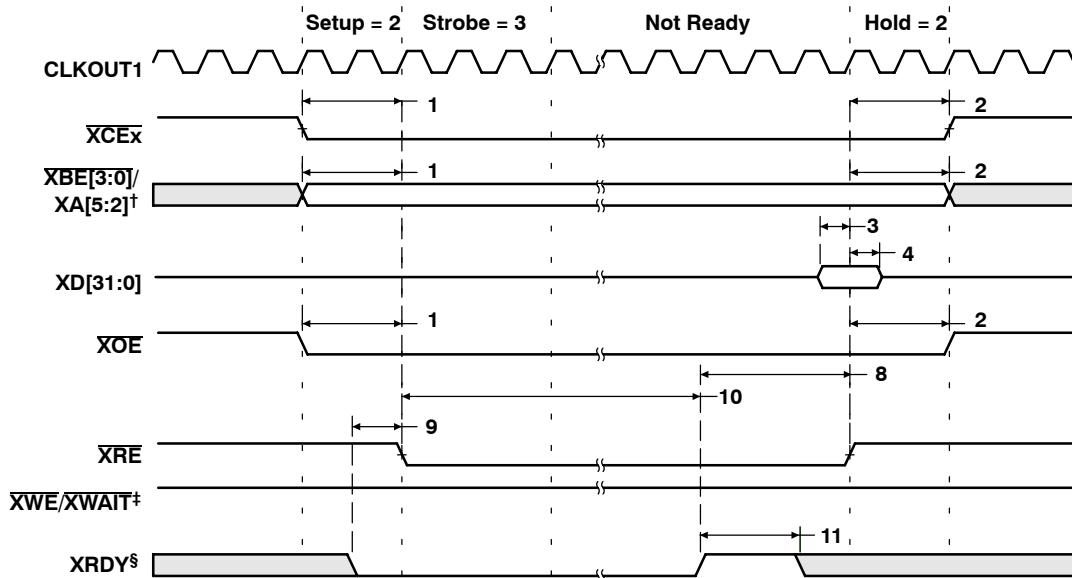 Setup = 2 Strobe = 3 Not Ready Hold = 2
CLKOUT1
1 2
XCEx
1 2
XBE[3:0]/
XA[5:2]†
3
4
XD[31:0]
1 2
XOE
8
10
9
XRE
XWE/XWAIT‡
11
XRDY§